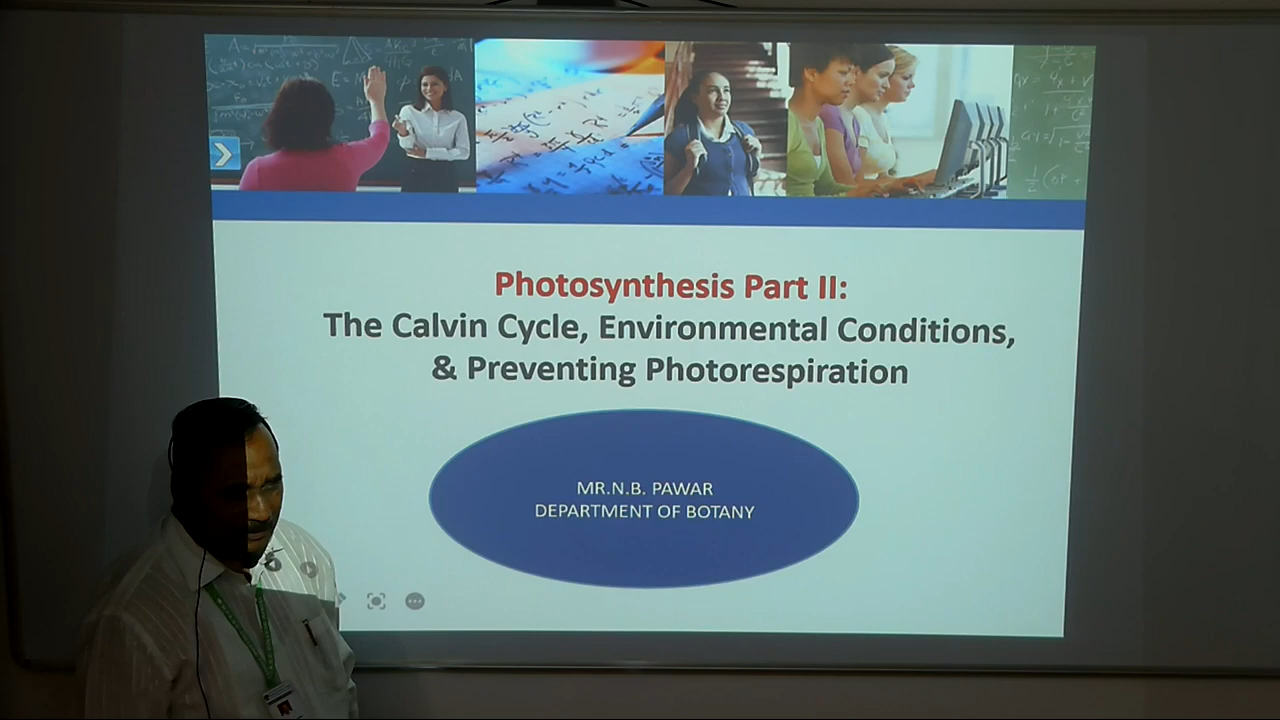 Photosynthesis Part II:
The Calvin Cycle, Environmental Conditions,
& Preventing Photorespiration
MR.N.B. PAWAR
DEPARTMENT OF BOTANY